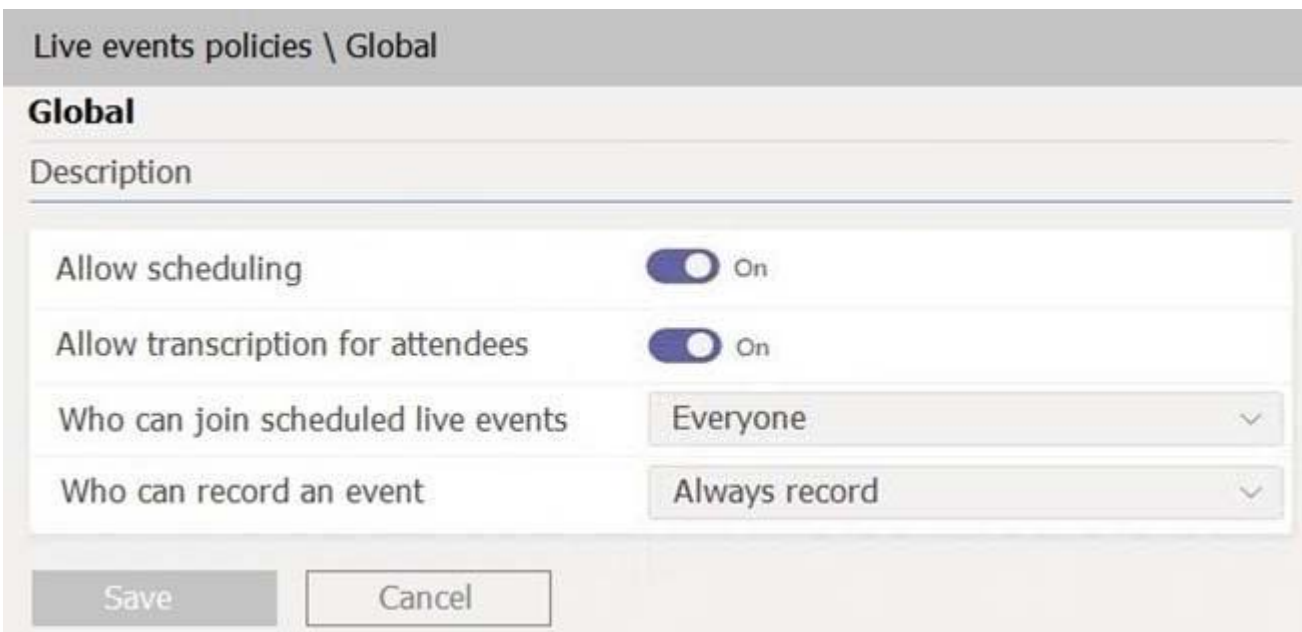 Live events policies \ Global
Global
Description
Allow scheduling On
Allow transcription for attendees On
Who can join scheduled live events Everyone
Who can record an event Always record
Save Cancel